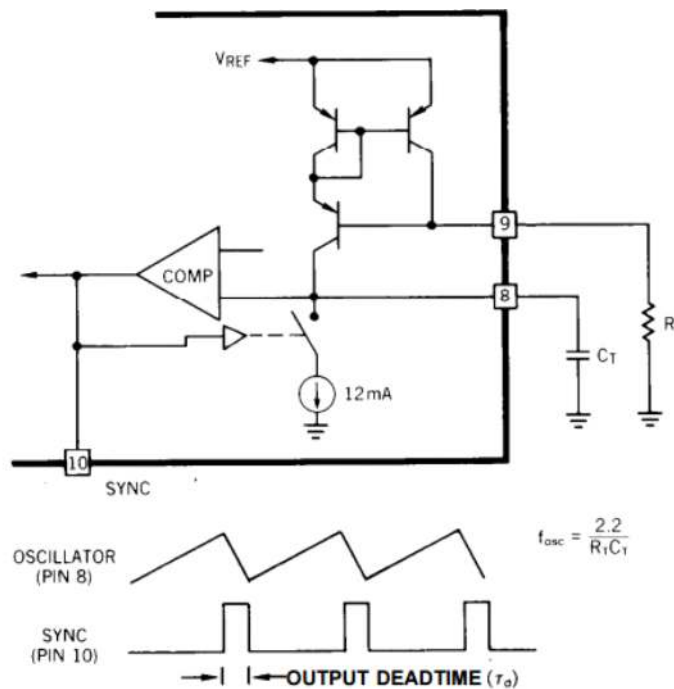 VREF
9
COMP
8
R
CT
12mA
10
SYNC
OSCILLATOR
(PIN 8)
fosc = 2.2
RTCT
SYNC
(PIN 10)
OUTPUT DEADTIME (τd)